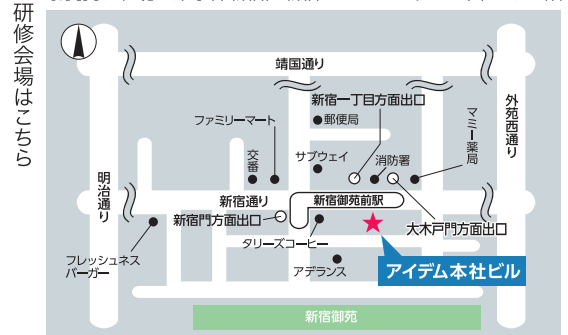 研修会場はこちら
靖国通り
新宿一丁目方面出口
郵便局
ファミリーマート
マミー薬局
外苑西通り
交番
サブウェイ
消防署
明治通り
新宿通り
新宿御苑前駅
新宿門方面出口
大木戸門方面出口
タリーズコーヒー
フレッシュネス
バーガー
アデランス
アイデム本社ビル
新宿御苑